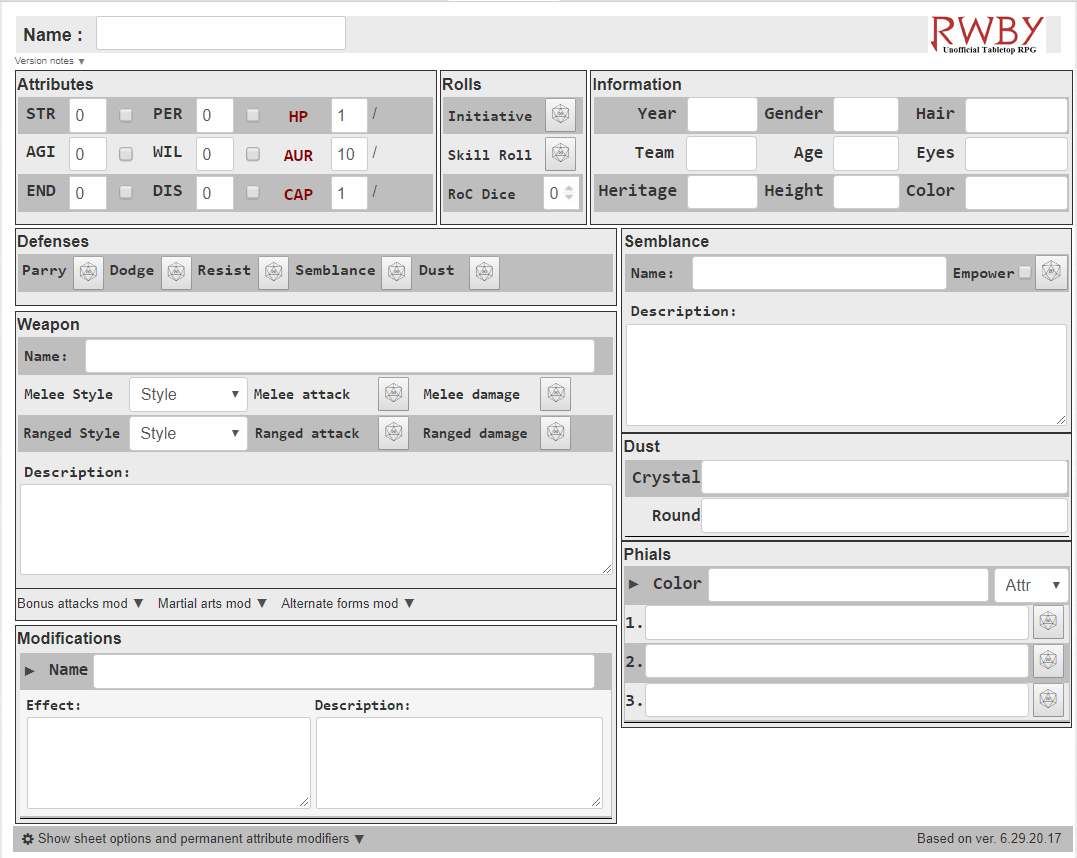 Name :
RWBY
Unofficial Tabletop RPG
Version notes ▼
Attributes
STR 0 PER 0 HP 1 /
AGI 0 WIL 0 AUR 10 /
END 0 DIS 0 CAP 1 /
Rolls
Initiative
Skill Roll
RoC Dice 0
Information
Year Gender Hair
Team Age Eyes
Heritage Height Color
Defenses
Parry Dodge Resist Semblance Dust
Weapon
Name:
Melee Style Style ▼ Melee attack Melee damage
Ranged Style Style ▼ Ranged attack Ranged damage
Description:
Bonus attacks mod ▼ Martial arts mod ▼ Alternate forms mod ▼
Modifications
► Name
Effect: Description:
Semblance
Name: Empower
Description:
Dust
Crystal
Round
Phials
► Color Attr ▼
1.
2.
3.
Show sheet options and permanent attribute modifiers ▼ Based on ver. 6.29.20.17